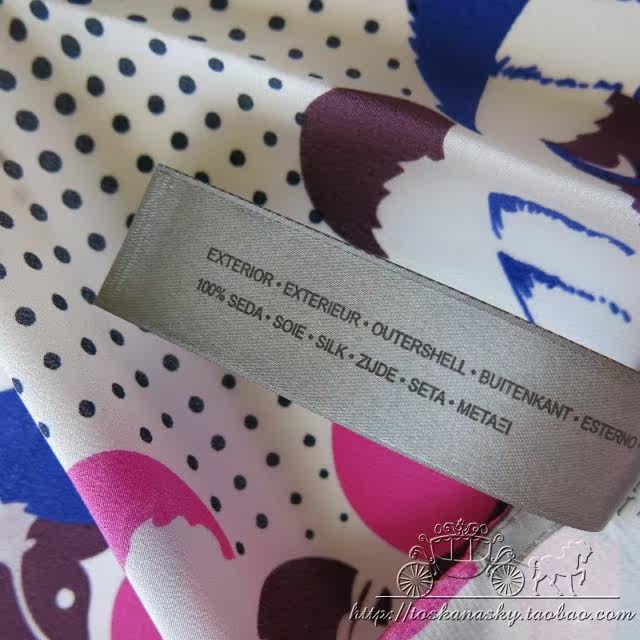 EXTERIOR • EXTERIEUR • OUTERSHELL • BUITENKANT • ESTERNO
100% SEDA • SOIE • SILK • ZIJDE • SETA • ΜΕΤΑΞΙ
http://toskanasky.taobao.com/